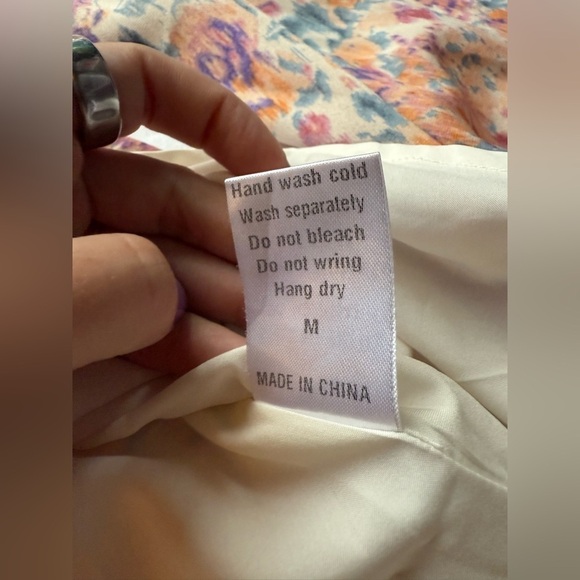 Hand wash cold
Wash separately
Do not bleach
Do not wring
Hang dry
M
MADE IN CHINA